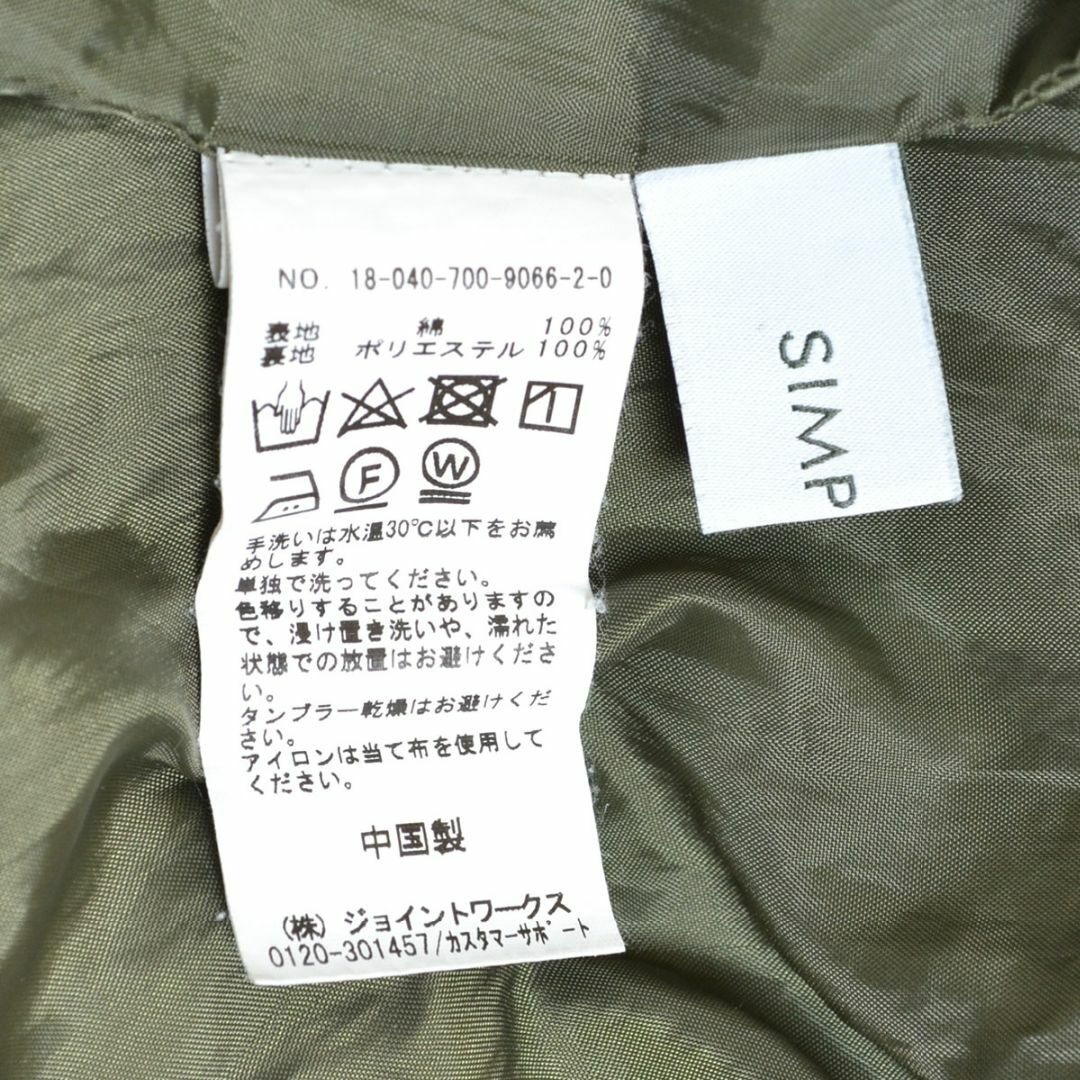 NO. 18-040-700-9066-2-0
表地 綿 100%
裏地 ポリエステル 100%
F
W
手洗いは水温30℃以下をお薦
めします。
単独で洗ってください。
色移りすることがありますの
で、浸け置き洗いや、濡れた
状態での放置はお避けくださ
い。
タンブラー乾燥はお避けくだ
さい。
アイロンは当て布を使用して
ください。
中国製
(株) ジョイントワークス
0120-301457/カスタマーサポート
SIMP